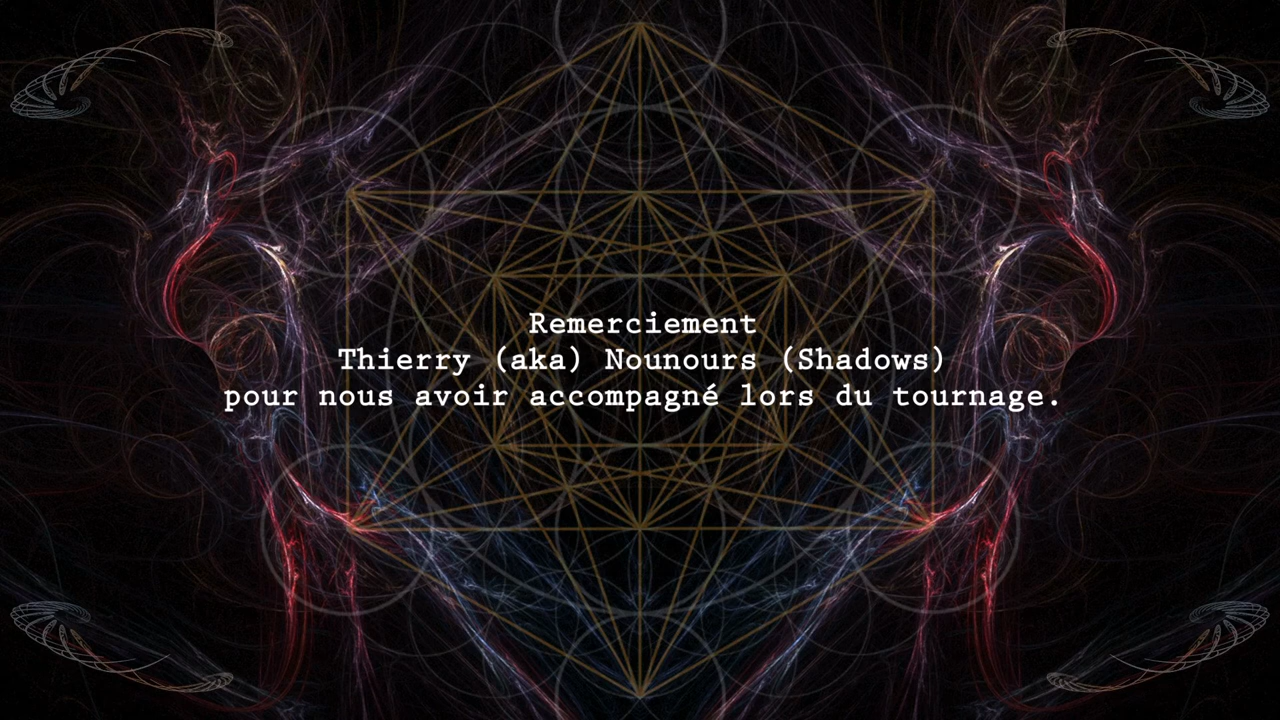 Remerciement
Thierry (aka) Nounours (Shadows)
pour nous avoir accompagné lors du tournage.